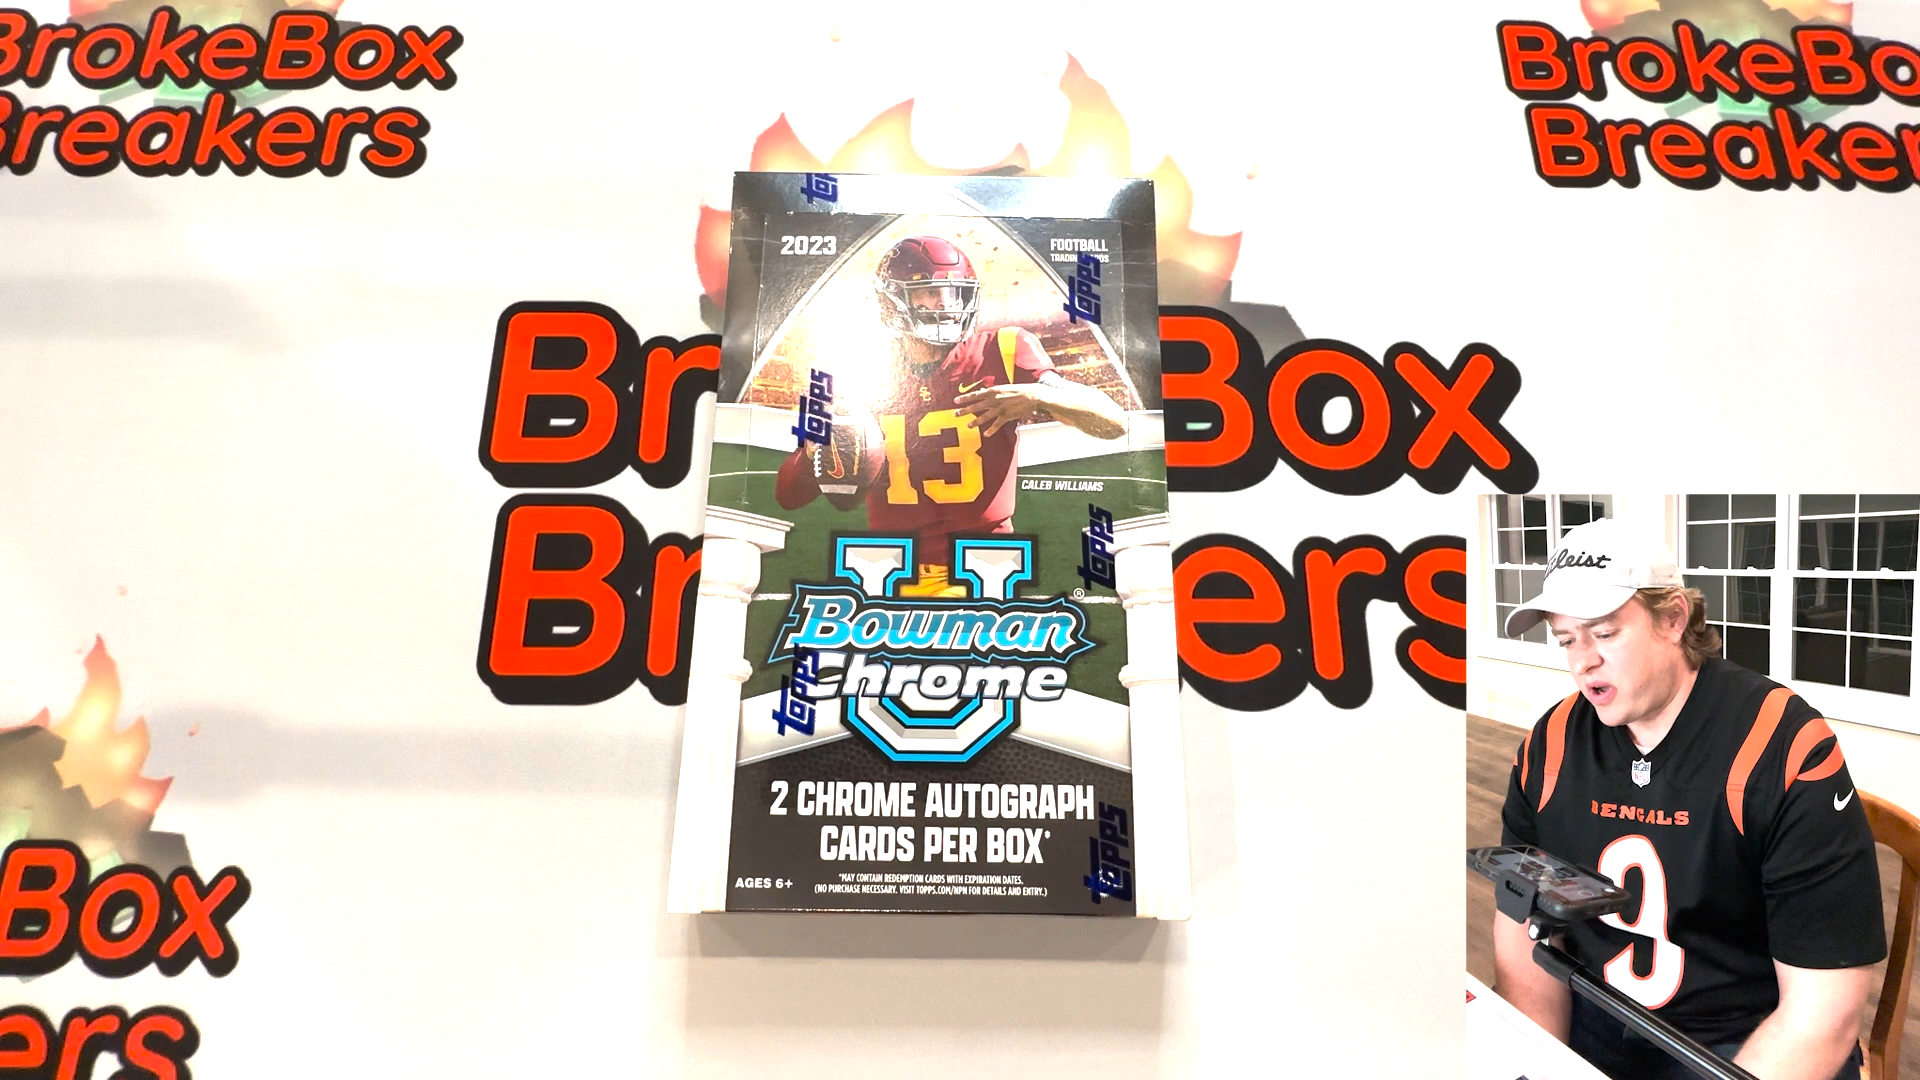 BrokeBox
Breakers
BrokeBo
Breaker
2023
FOOTBALL
topps
topps
topps
CALEB WILLIAMS
13
topps
U
Bowman®
Chrome
topps
2 CHROME AUTOGRAPH
CARDS PER BOX*
topps
AGES 6+
*MAY CONTAIN REDEMPTION CARDS WITH EXPIRATION DATES.
(NO PURCHASE NECESSARY. VISIT TOPPS.COM/NPN FOR DETAILS AND ENTRY.)
Br
Box
Br
ers
Box
ers
leist
BENGALS
9